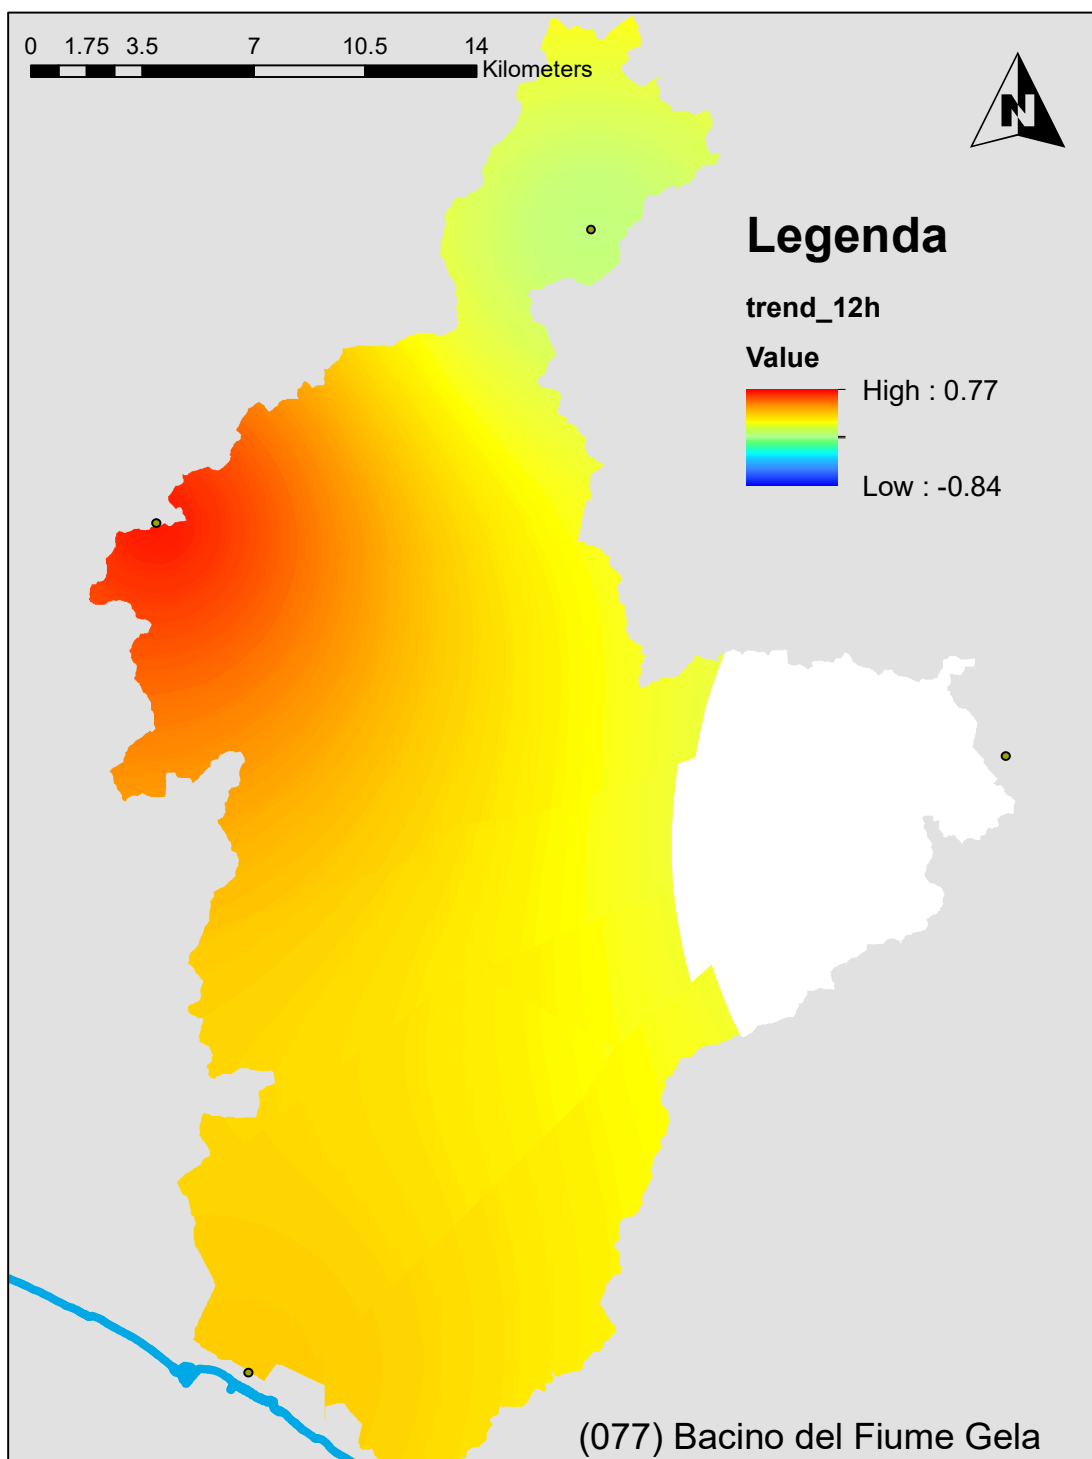 0 1.75 3.5 7 10.5 14
Kilometers
N
Legenda
trend_12h
Value
High : 0.77
Low : -0.84
(077) Bacino del Fiume Gela